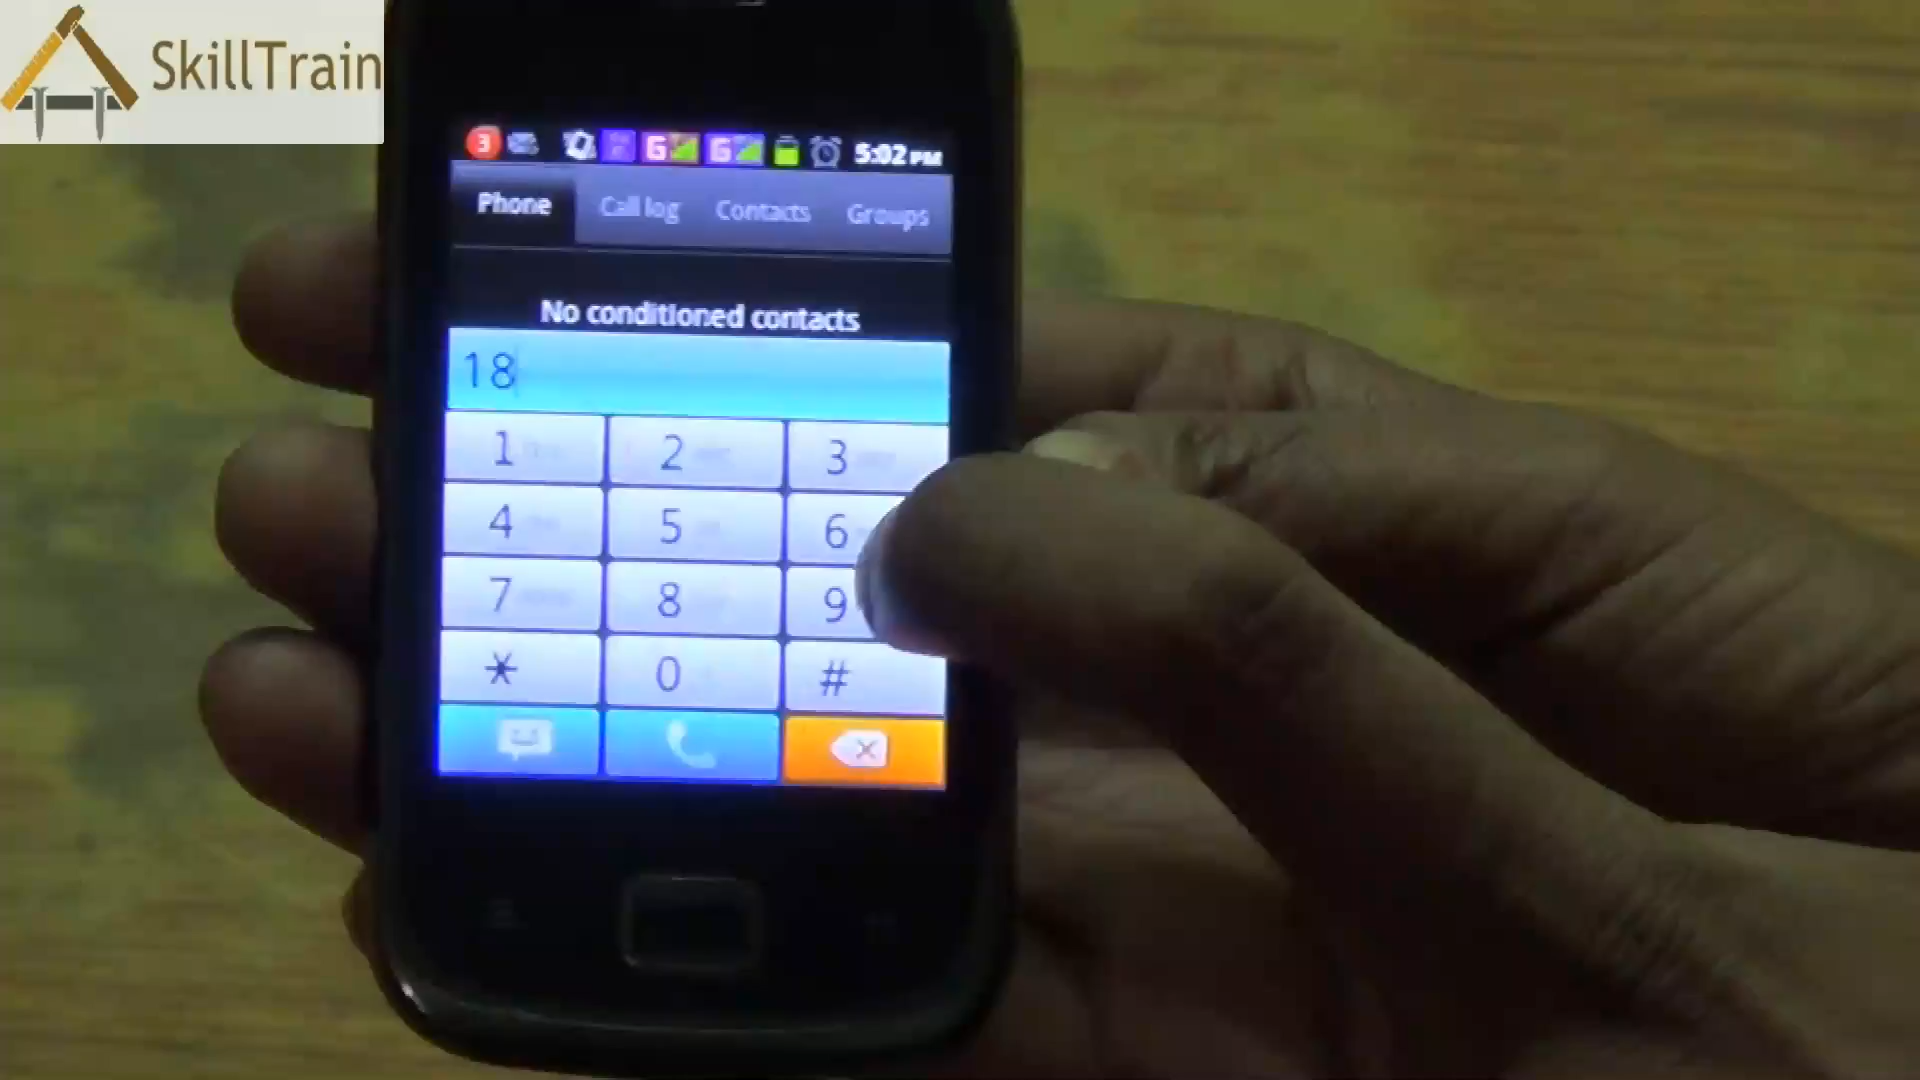 SkillTrain
3 G G 5:02 PM
Phone Call log Contacts Groups
No conditioned contacts
18
1 2 3
4 5 6
7 8 9
* 0 #